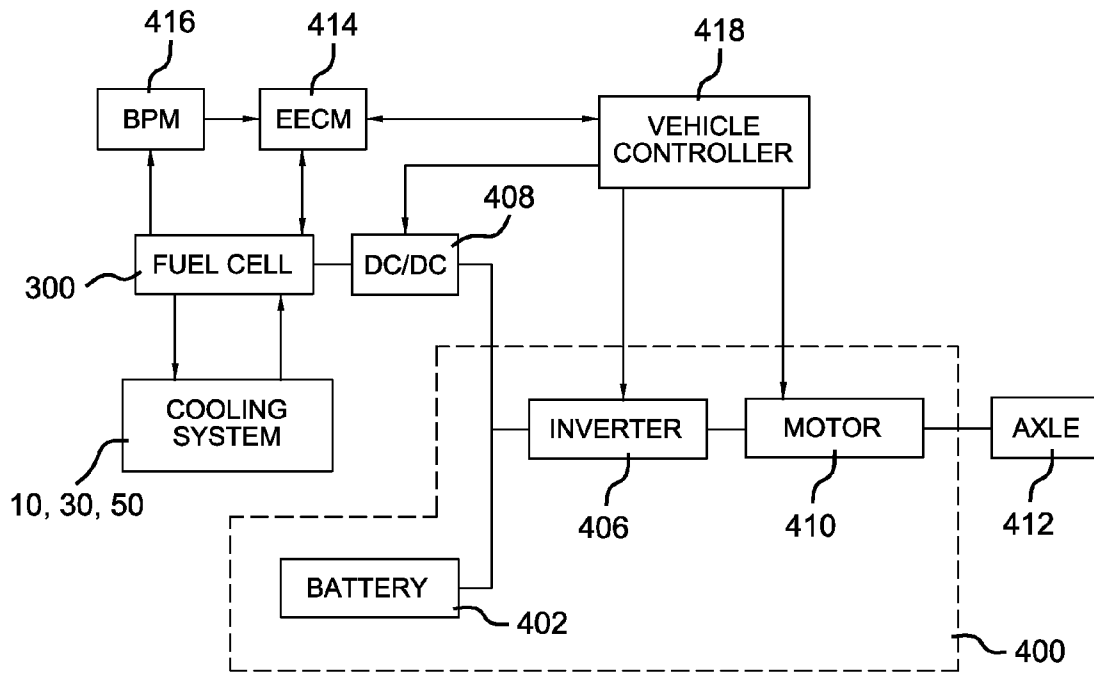 416
414
418
BPM
EECM
VEHICLE
CONTROLLER
408
FUEL CELL
DC/DC
300
COOLING
SYSTEM
INVERTER
MOTOR
AXLE
10, 30, 50
406
410
412
BATTERY
402
400